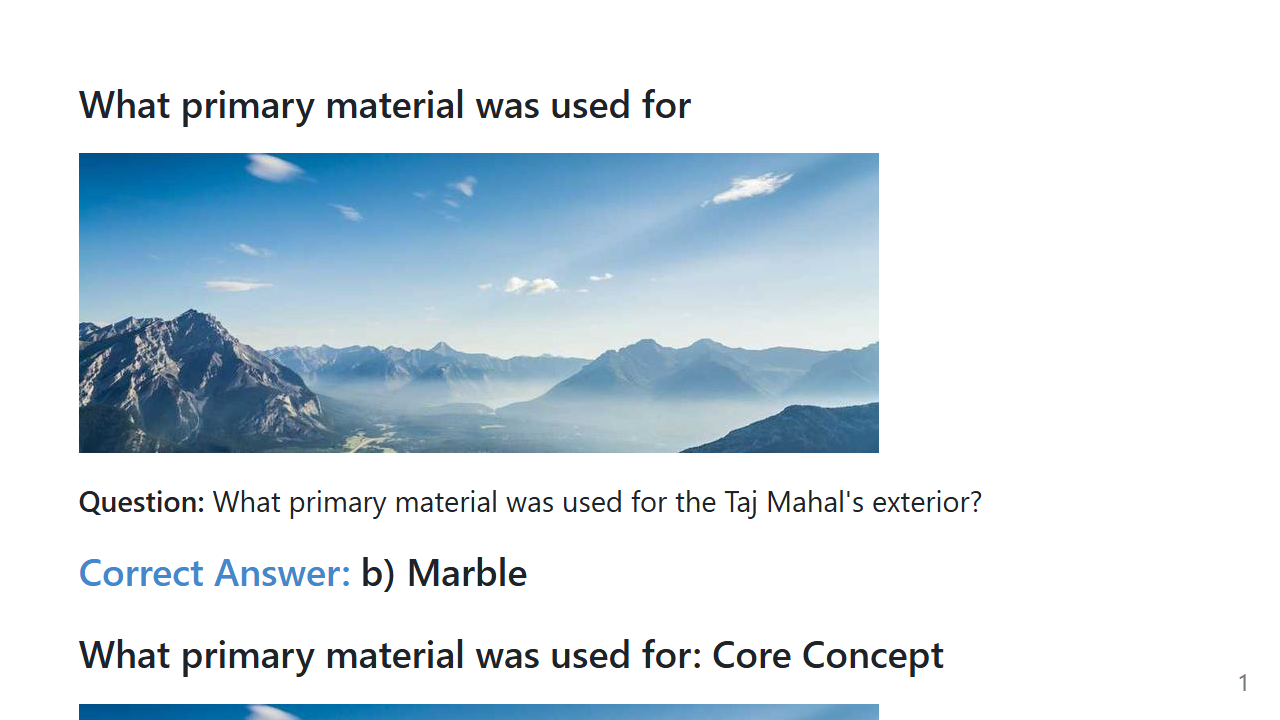 What primary material was used for
Question: What primary material was used for the Taj Mahal's exterior?
Correct Answer: b) Marble
What primary material was used for: Core Concept
1